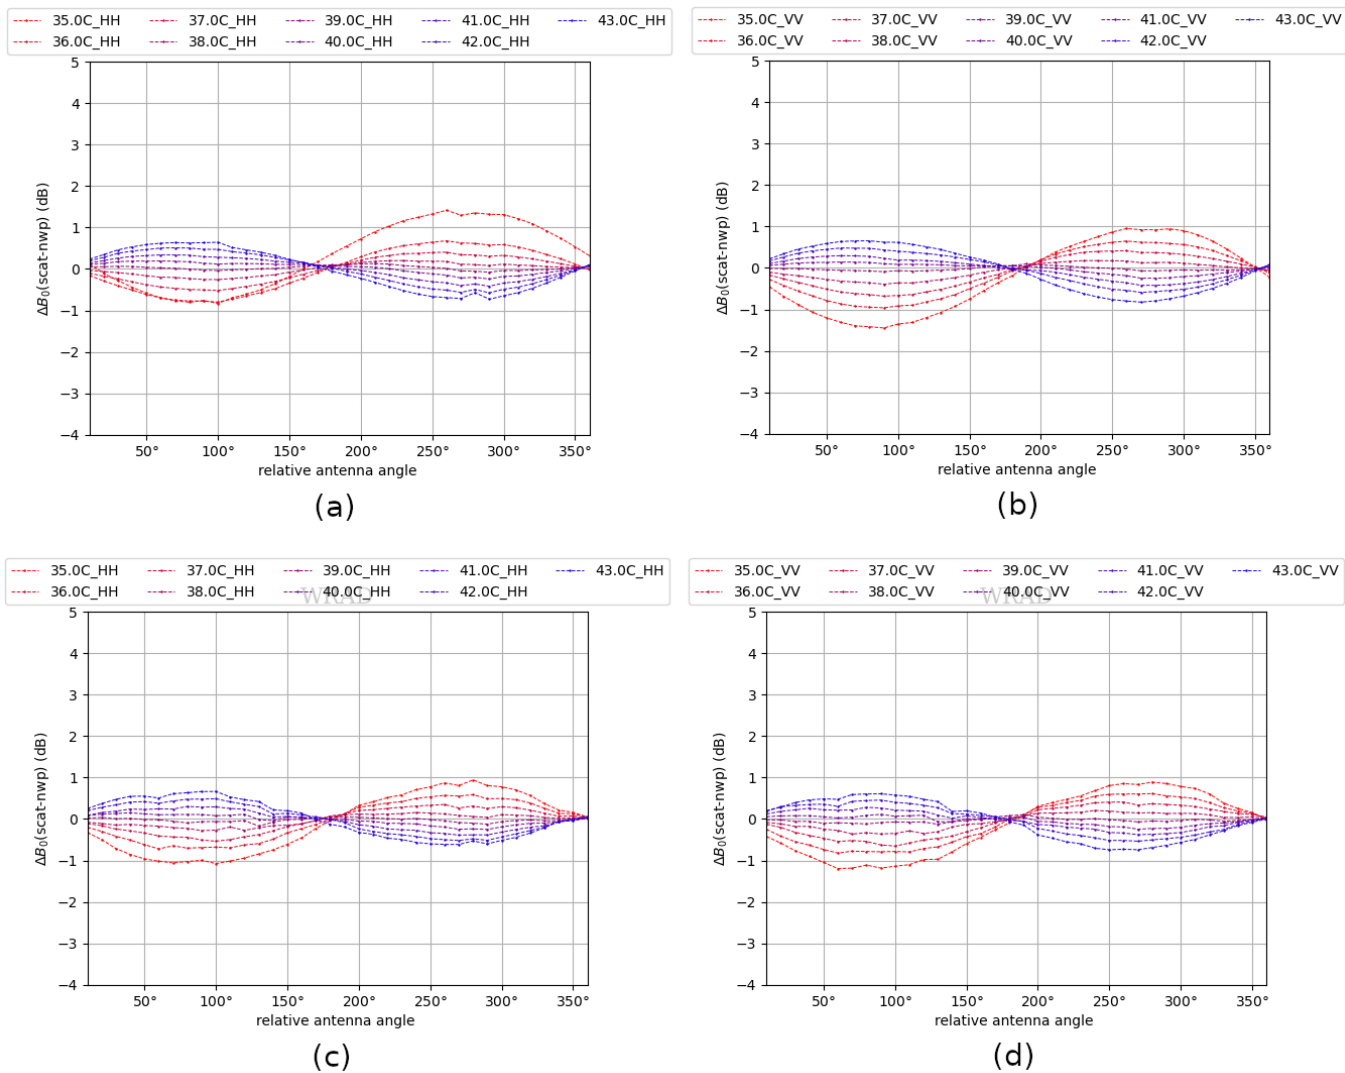 35.0C_HH 37.0C_HH 39.0C_HH 41.0C_HH 43.0C_HH
36.0C_HH 38.0C_HH 40.0C_HH 42.0C_HH
5
4
3
2
1
0
−1
−2
−3
−4
ΔB₀(scat-nwp) (dB)
50° 100° 150° 200° 250° 300° 350°
relative antenna angle
(a)
35.0C_VV 37.0C_VV 39.0C_VV 41.0C_VV 43.0C_VV
36.0C_VV 38.0C_VV 40.0C_VV 42.0C_VV
5
4
3
2
1
0
−1
−2
−3
−4
ΔB₀(scat-nwp) (dB)
50° 100° 150° 200° 250° 300° 350°
relative antenna angle
(b)
35.0C_HH 37.0C_HH 39.0C_HH 41.0C_HH 43.0C_HH
36.0C_HH 38.0C_HH 40.0C_HH 42.0C_HH
WRAD
5
4
3
2
1
0
−1
−2
−3
−4
ΔB₀(scat-nwp) (dB)
50° 100° 150° 200° 250° 300° 350°
relative antenna angle
(c)
35.0C_VV 37.0C_VV 39.0C_VV 41.0C_VV 43.0C_VV
36.0C_VV 38.0C_VV 40.0C_VV 42.0C_VV
WRAD
5
4
3
2
1
0
−1
−2
−3
−4
ΔB₀(scat-nwp) (dB)
50° 100° 150° 200° 250° 300° 350°
relative antenna angle
(d)